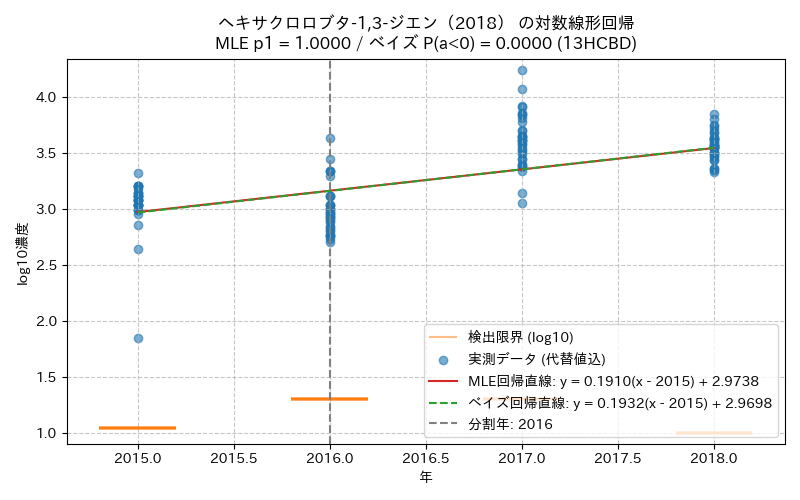 ヘキサクロロブタ-1,3-ジエン（2018） の対数線形回帰
MLE p1 = 1.0000 / ベイズ P(a<0) = 0.0000 (13HCBD)
log10濃度
4.0
3.5
3.0
2.5
2.0
1.5
1.0
検出限界 (log10)
実測データ (代替値込)
MLE回帰直線: y = 0.1910(x - 2015) + 2.9738
ベイズ回帰直線: y = 0.1932(x - 2015) + 2.9698
分割年: 2016
2015.0 2015.5 2016.0 2016.5 2017.0 2017.5 2018.0
年